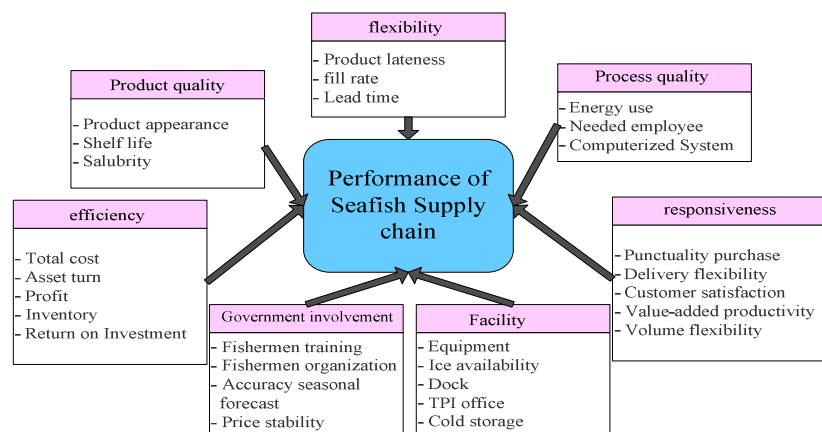 flexibility
- Product lateness
- fill rate
- Lead time
Product quality
- Product appearance
- Shelf life
- Salubrity
Process quality
- Energy use
- Needed employee
- Computerized System
Performance of
Seafish Supply
chain
efficiency
- Total cost
- Asset turn
- Profit
- Inventory
- Return on Investment
responsiveness
- Punctuality purchase
- Delivery flexibility
- Customer satisfaction
- Value-added productivity
- Volume flexibility
Government involvement
- Fishermen training
- Fishermen organization
- Accuracy seasonal
forecast
- Price stability
Facility
- Equipment
- Ice availability
- Dock
- TPI office
- Cold storage